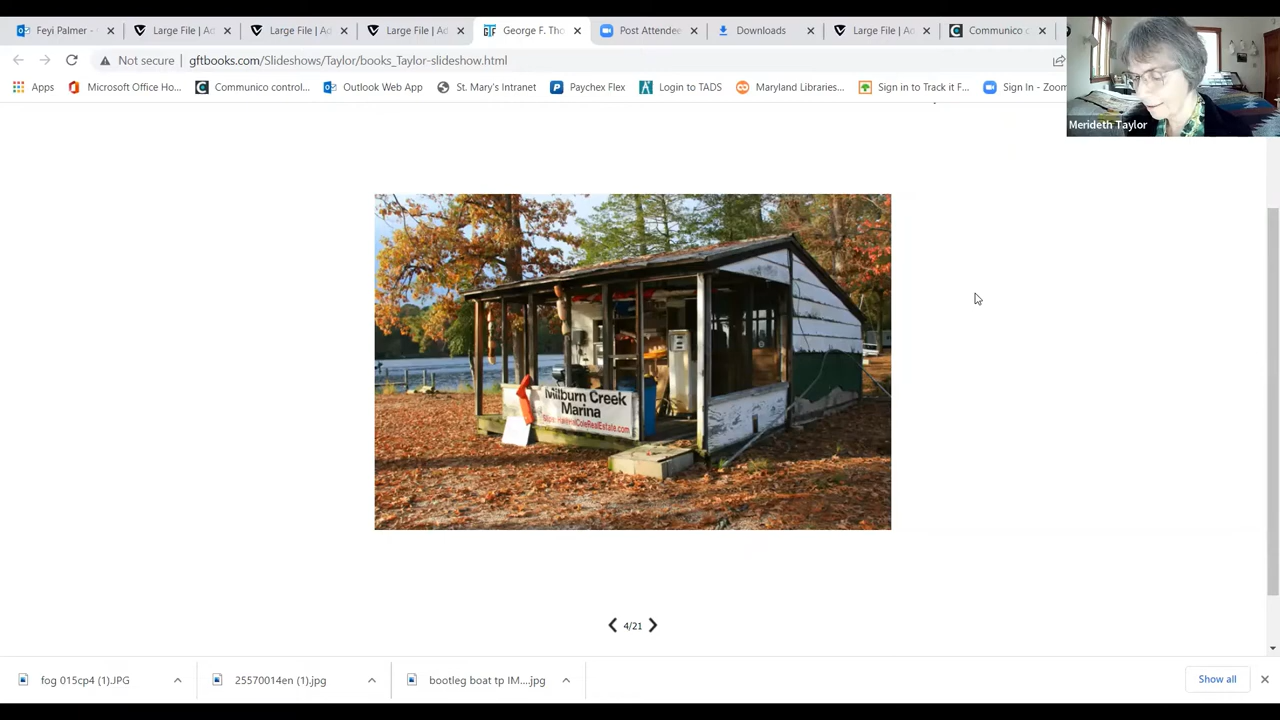 Feyi Palmer -
Large File | Ad
Large File | Ad
Large File | Ad
George F. Tho
Post Attendee
Downloads
Large File | Ad
Communico c
Not secure | gftbooks.com/Slideshows/Taylor/books_Taylor-slideshow.html
Apps
Microsoft Office Ho...
Communico control...
Outlook Web App
St. Mary's Intranet
Paychex Flex
Login to TADS
Maryland Libraries...
Sign in to Track it F...
Sign In - Zoom
Merideth Taylor
Milburn Creek
Marina
4/21
fog 015cp4 (1).JPG
25570014en (1).jpg
bootleg boat tp IM....jpg
Show all